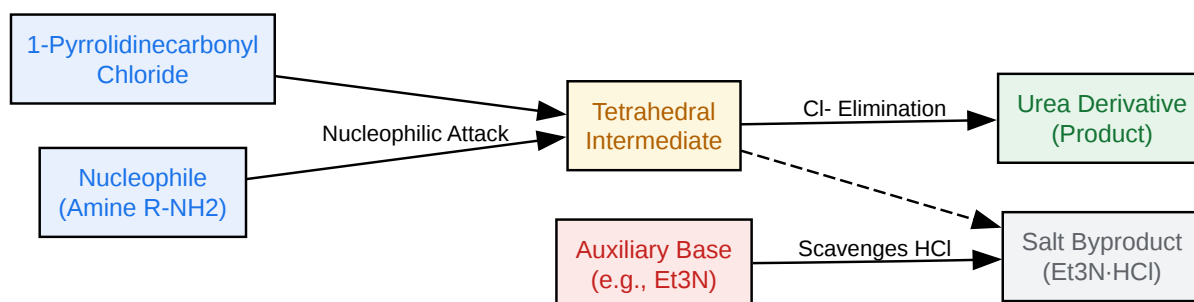 1-Pyrrolidinecarbonyl
Chloride
Nucleophilic Attack
Nucleophile
(Amine R-NH2)
Tetrahedral
Intermediate
Cl- Elimination
Urea Derivative
(Product)
Auxiliary Base
(e.g., Et3N)
Scavenges HCl
Salt Byproduct
(Et3N·HCl)